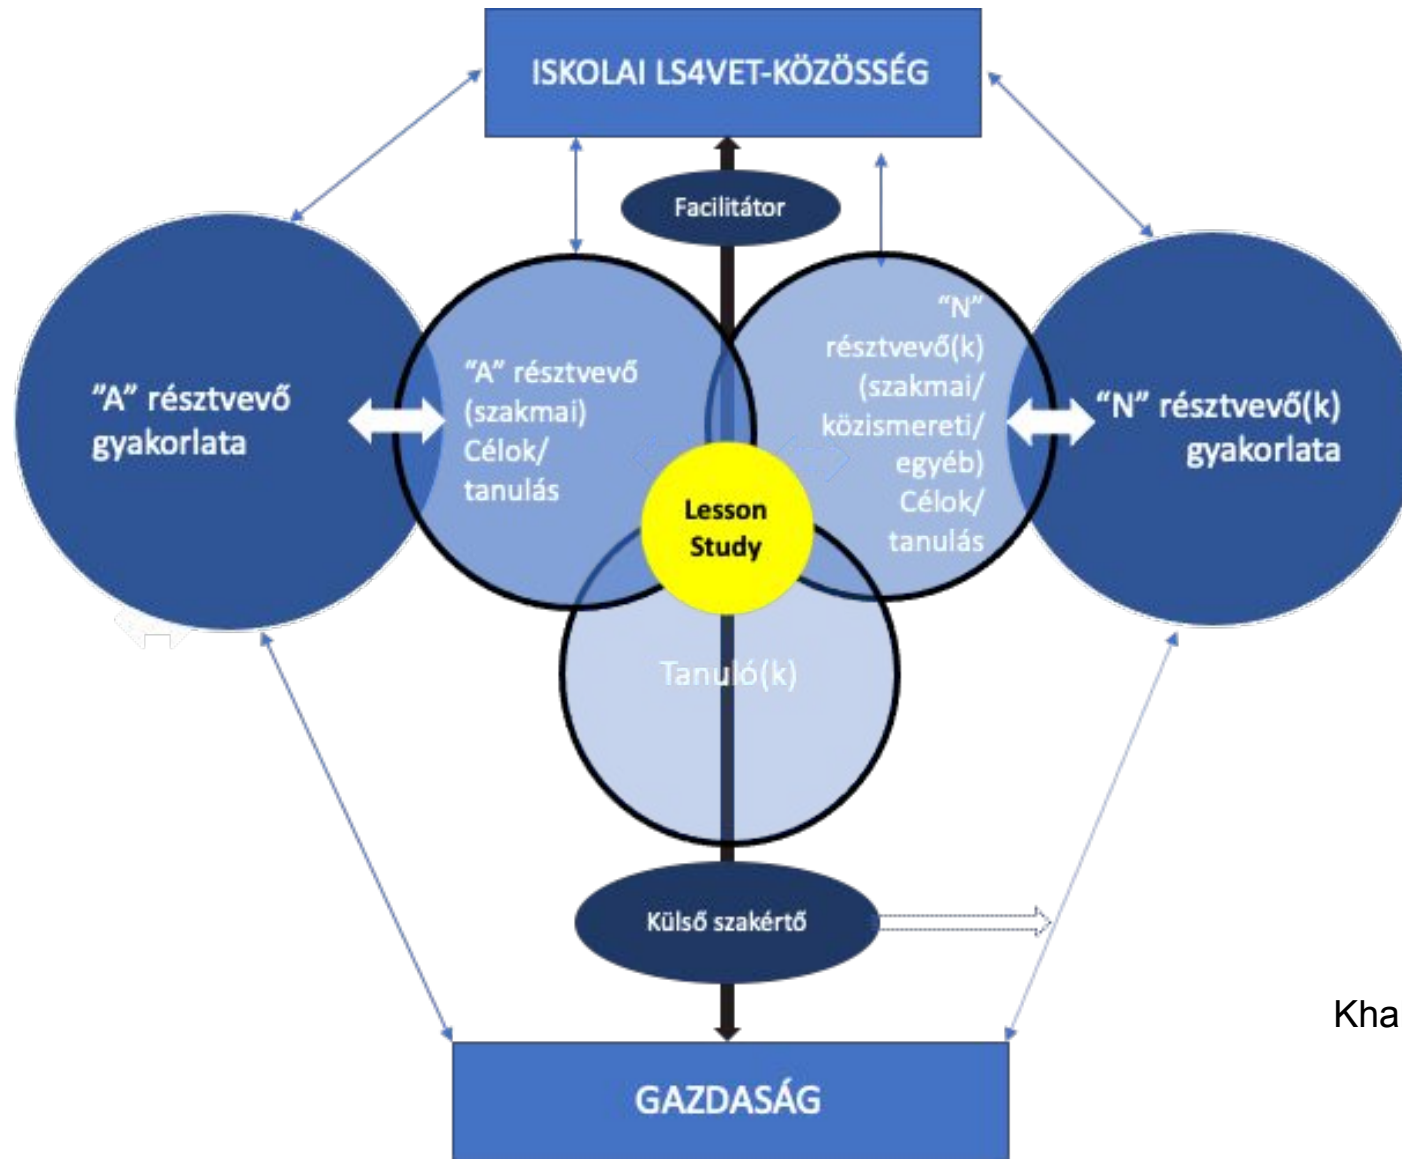 ISKOLAI LS4VET-KÖZÖSSÉG
Facilitátor
”A” résztvevő
gyakorlata
”A” résztvevő
(szakmai)
Célok/
tanulás
“N”
résztvevő(k)
(szakmai/
közismereti/
egyéb)
Célok/
tanulás
“N” résztvevő(k)
gyakorlata
Lesson
Study
Tanuló(k)
Külső szakértő
Kha
GAZDASÁG